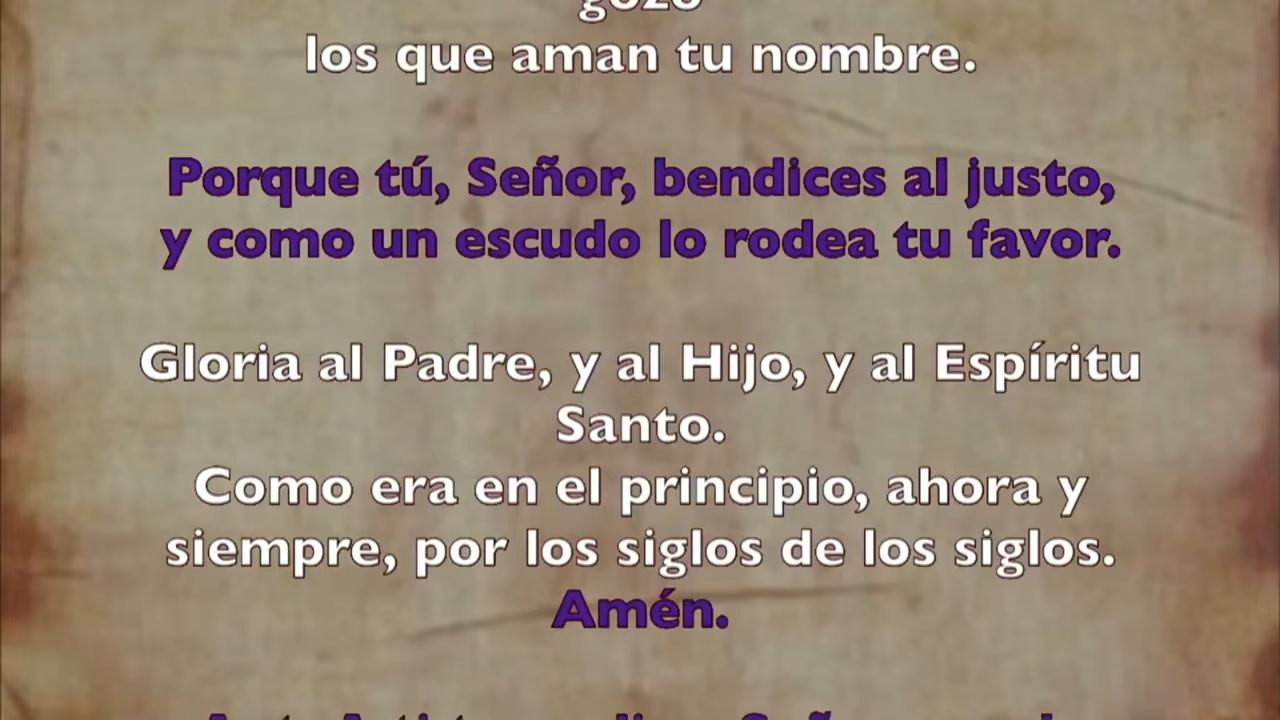 gozo
los que aman tu nombre.
Porque tú, Señor, bendices al justo,
y como un escudo lo rodea tu favor.
Gloria al Padre, y al Hijo, y al Espíritu
Santo.
Como era en el principio, ahora y
siempre, por los siglos de los siglos.
Amén.